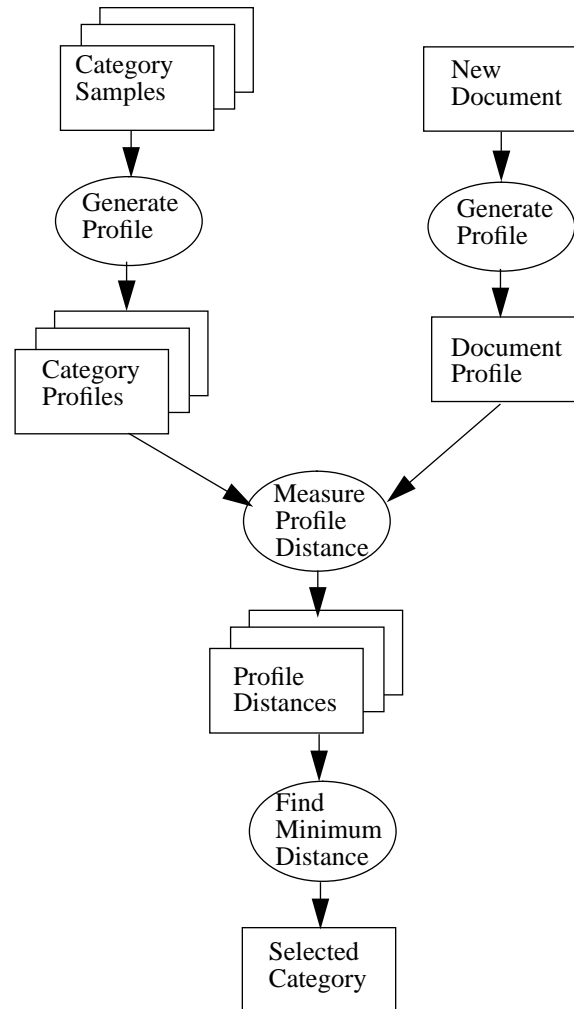 Category
Samples
New
Document
Generate
Profile
Generate
Profile
Category
Profiles
Document
Profile
Measure
Profile
Distance
Profile
Distances
Find
Minimum
Distance
Selected
Category